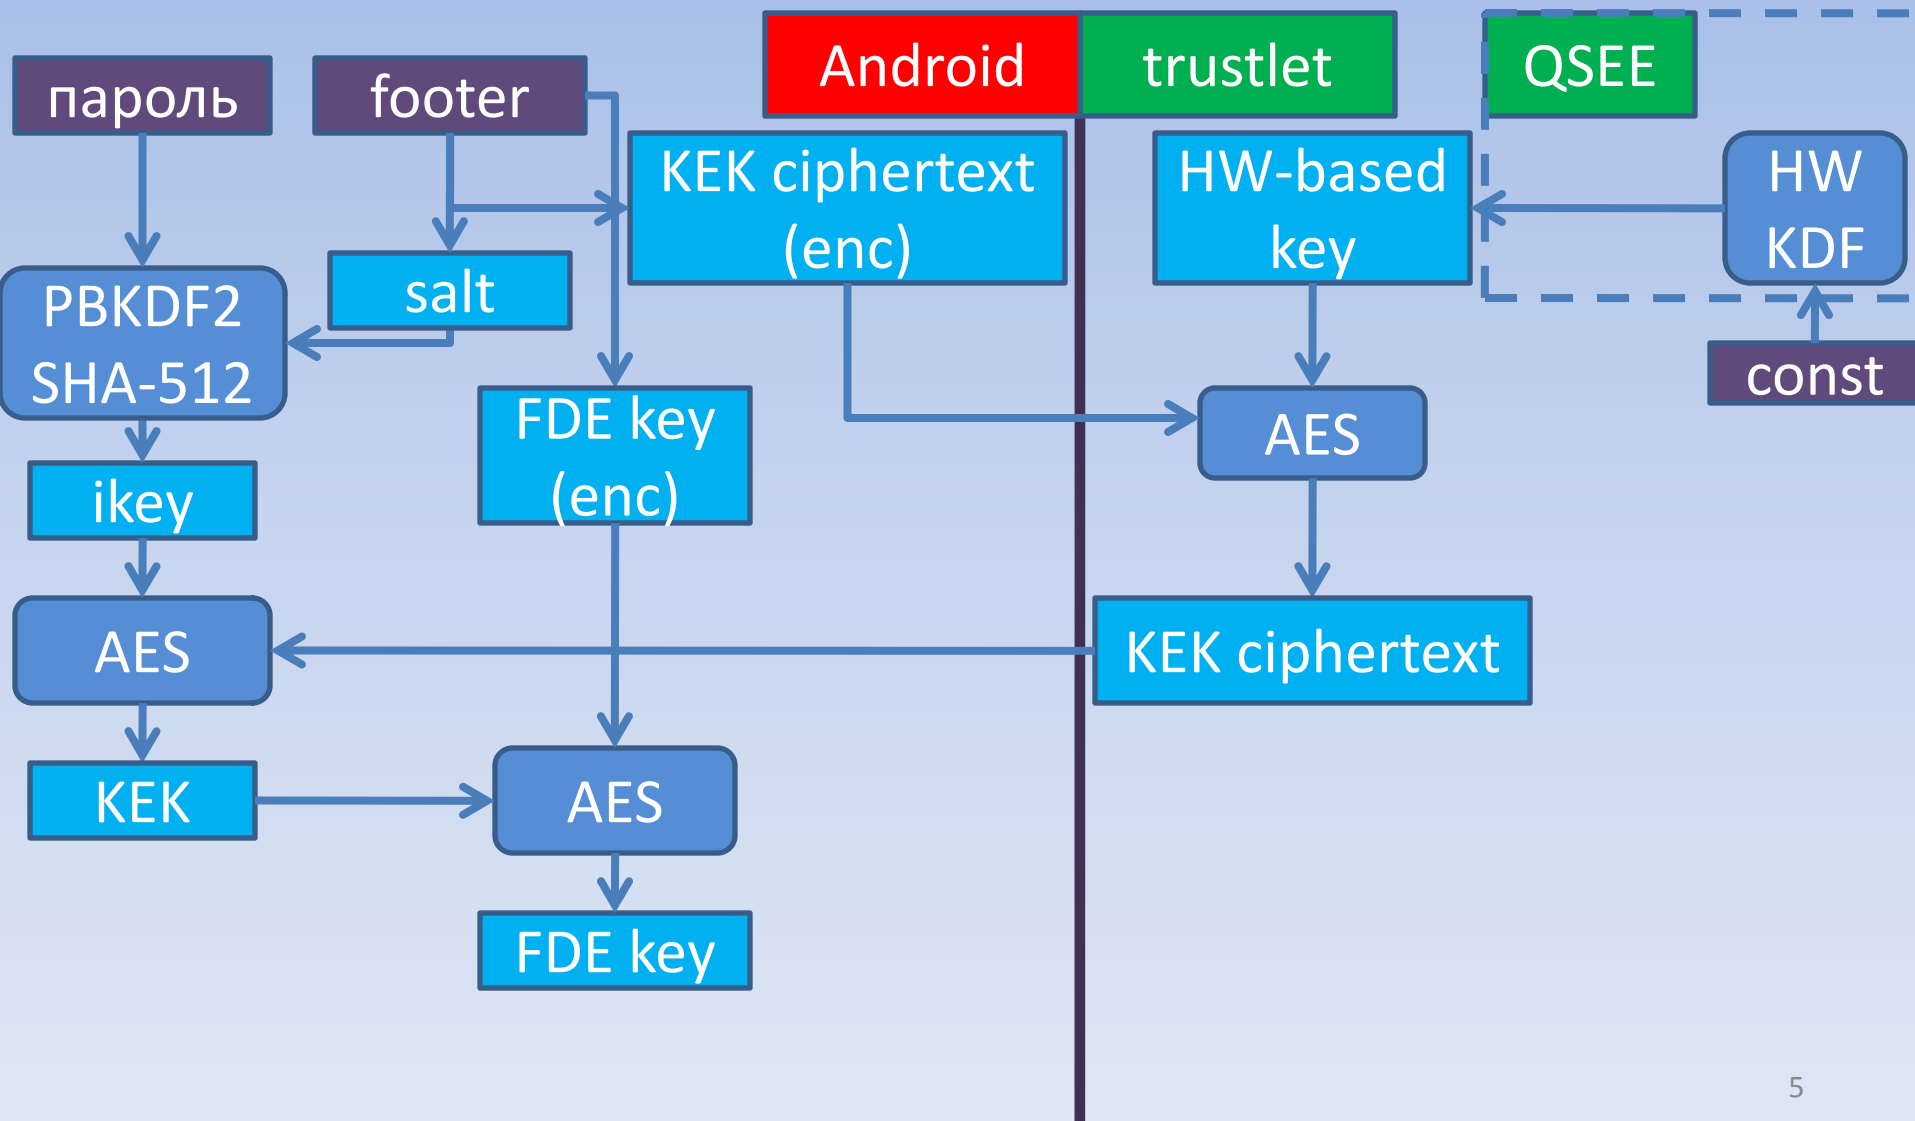 Android
trustlet
QSEE
пароль
footer
KEK ciphertext
(enc)
HW-based
key
HW
KDF
salt
PBKDF2
SHA-512
const
FDE key
(enc)
AES
ikey
AES
KEK ciphertext
KEK
AES
FDE key
5